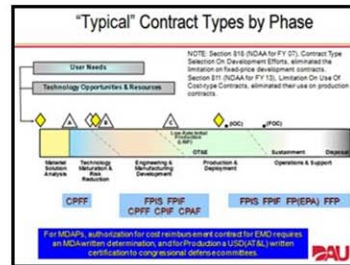 “Typical” Contract Types by Phase
NOTE: Section 818 (NDAA for FY 07), Contract Type
Selection On Development Efforts, eliminated the
limitation on fixed-price development contracts.
Section 811 (NDAA for FY 13), Limitation On Use Of
Cost-type Contracts, eliminated their use on production
contracts.
User Needs
Technology Opportunities & Resources
A
B
C
(IOC)
(FOC)
Low Rate Initial
Production
(LRIP)
OT&E
Materiel
Solution
Analysis
Technology
Maturation &
Risk
Reduction
Engineering &
Manufacturing
Development
Production &
Deployment
Sustainment
Disposal
Operations & Support
CPFF
FPIS FPIF
CPFF CPIF CPAF
FPIS FPIF FP(EPA) FFP
For MDAPs, authorization for cost reimbursement contract for EMD requires
an MDA written determination, and for Production a USD(AT&L) written
certification to congressional defense committees.
DAU